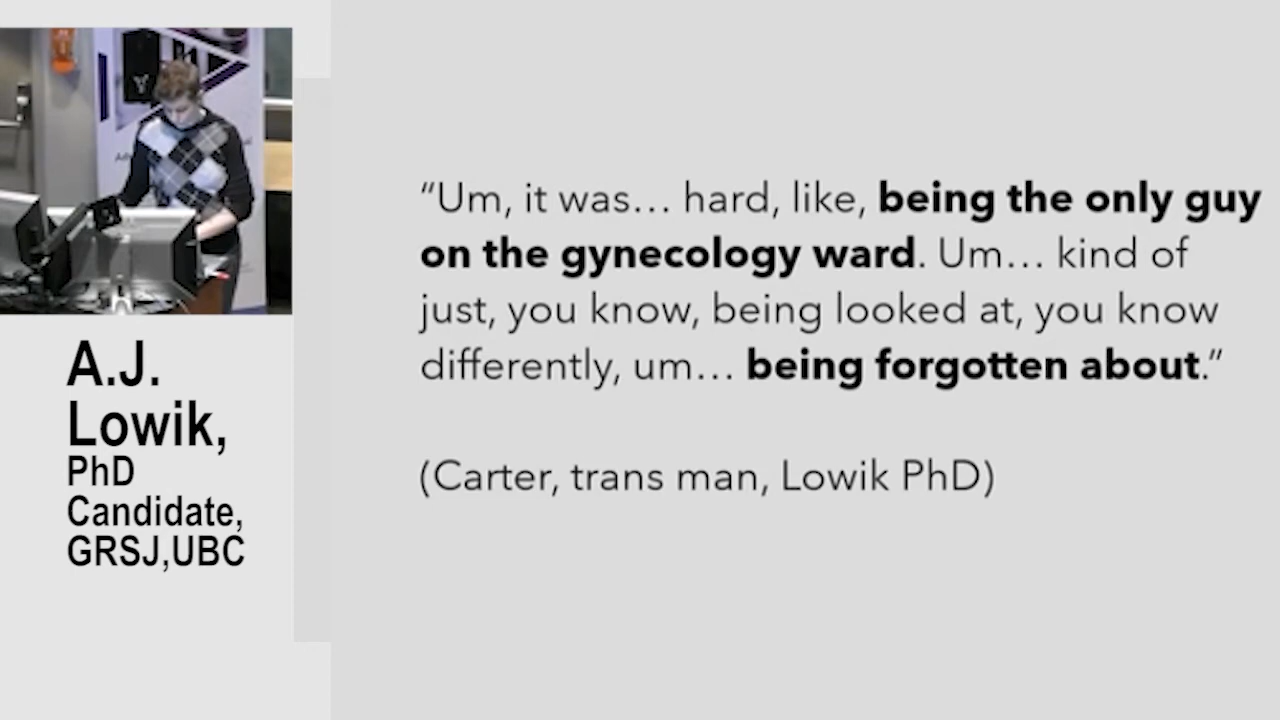 A.J.
Lowik,
PhD
Candidate,
GRSJ,UBC
“Um, it was… hard, like, being the only guy
on the gynecology ward. Um… kind of
just, you know, being looked at, you know
differently, um… being forgotten about.”
(Carter, trans man, Lowik PhD)